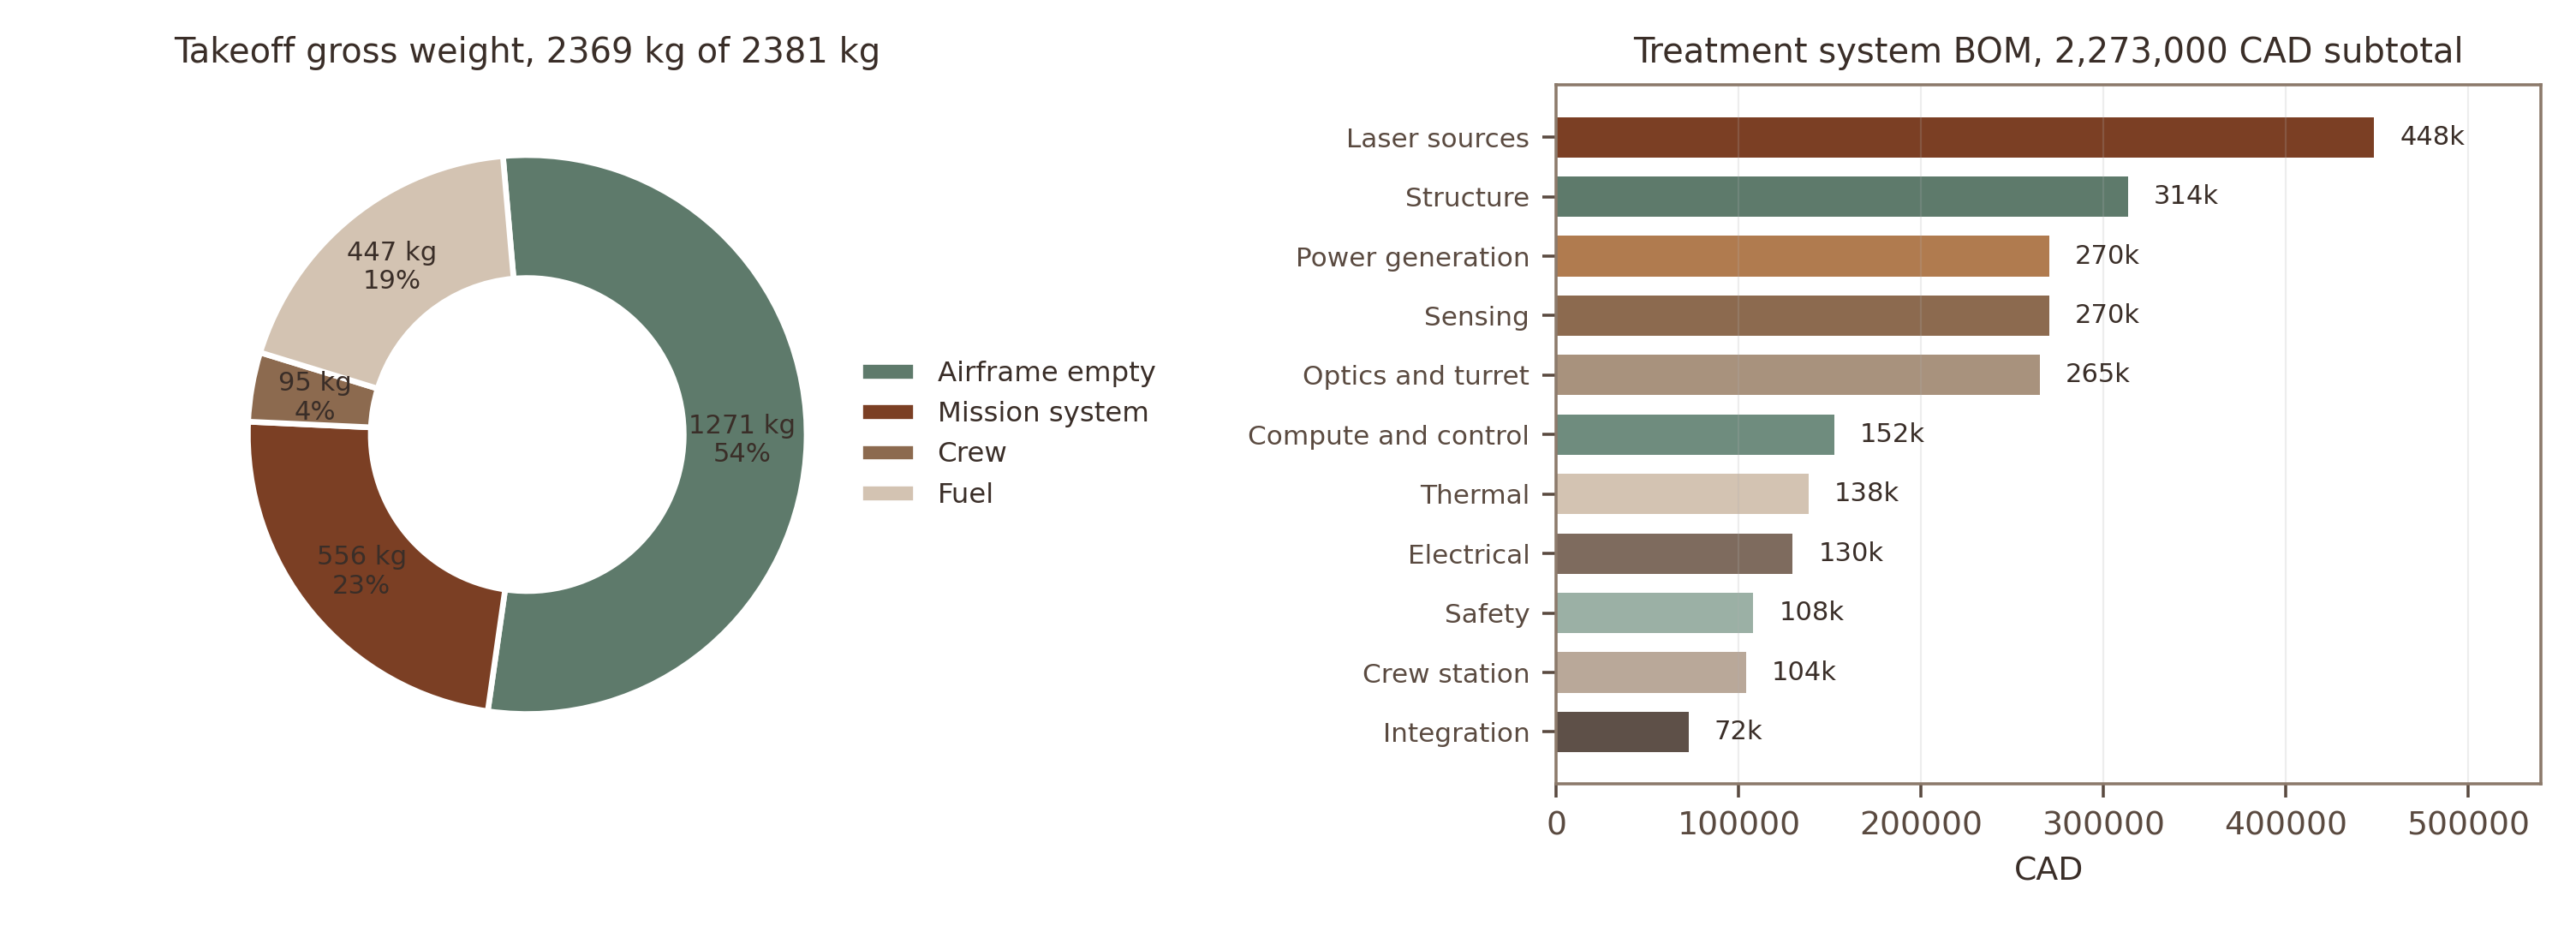 Takeoff gross weight, 2369 kg of 2381 kg
447 kg
19%
95 kg
4%
1271 kg
54%
556 kg
23%
Airframe empty
Mission system
Crew
Fuel
Treatment system BOM, 2,273,000 CAD subtotal
Laser sources 448k
Structure 314k
Power generation 270k
Sensing 270k
Optics and turret 265k
Compute and control 152k
Thermal 138k
Electrical 130k
Safety 108k
Crew station 104k
Integration 72k
0 100000 200000 300000 400000 500000
CAD